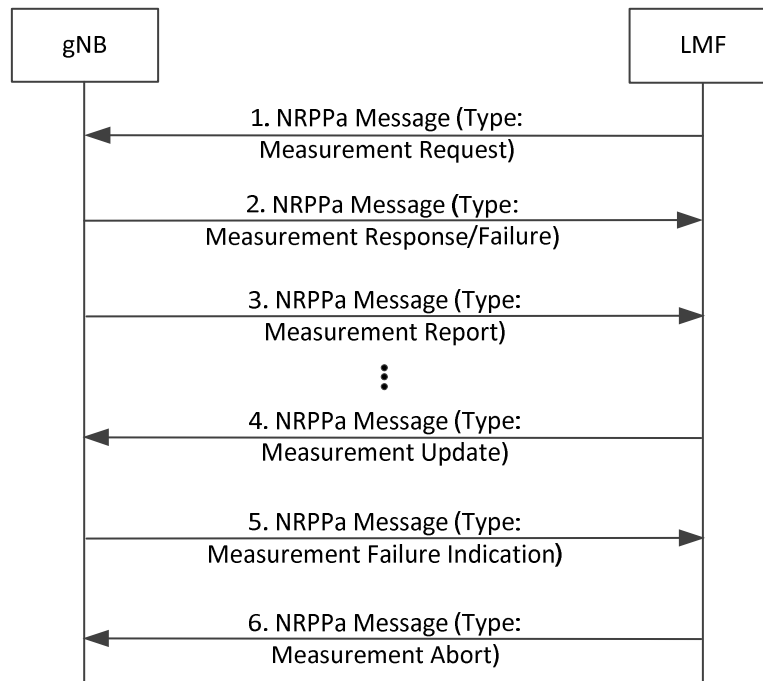 gNB
LMF
1. NRPPa Message (Type:
Measurement Request)
2. NRPPa Message (Type:
Measurement Response/Failure)
3. NRPPa Message (Type:
Measurement Report)
4. NRPPa Message (Type:
Measurement Update)
5. NRPPa Message (Type:
Measurement Failure Indication)
6. NRPPa Message (Type:
Measurement Abort)